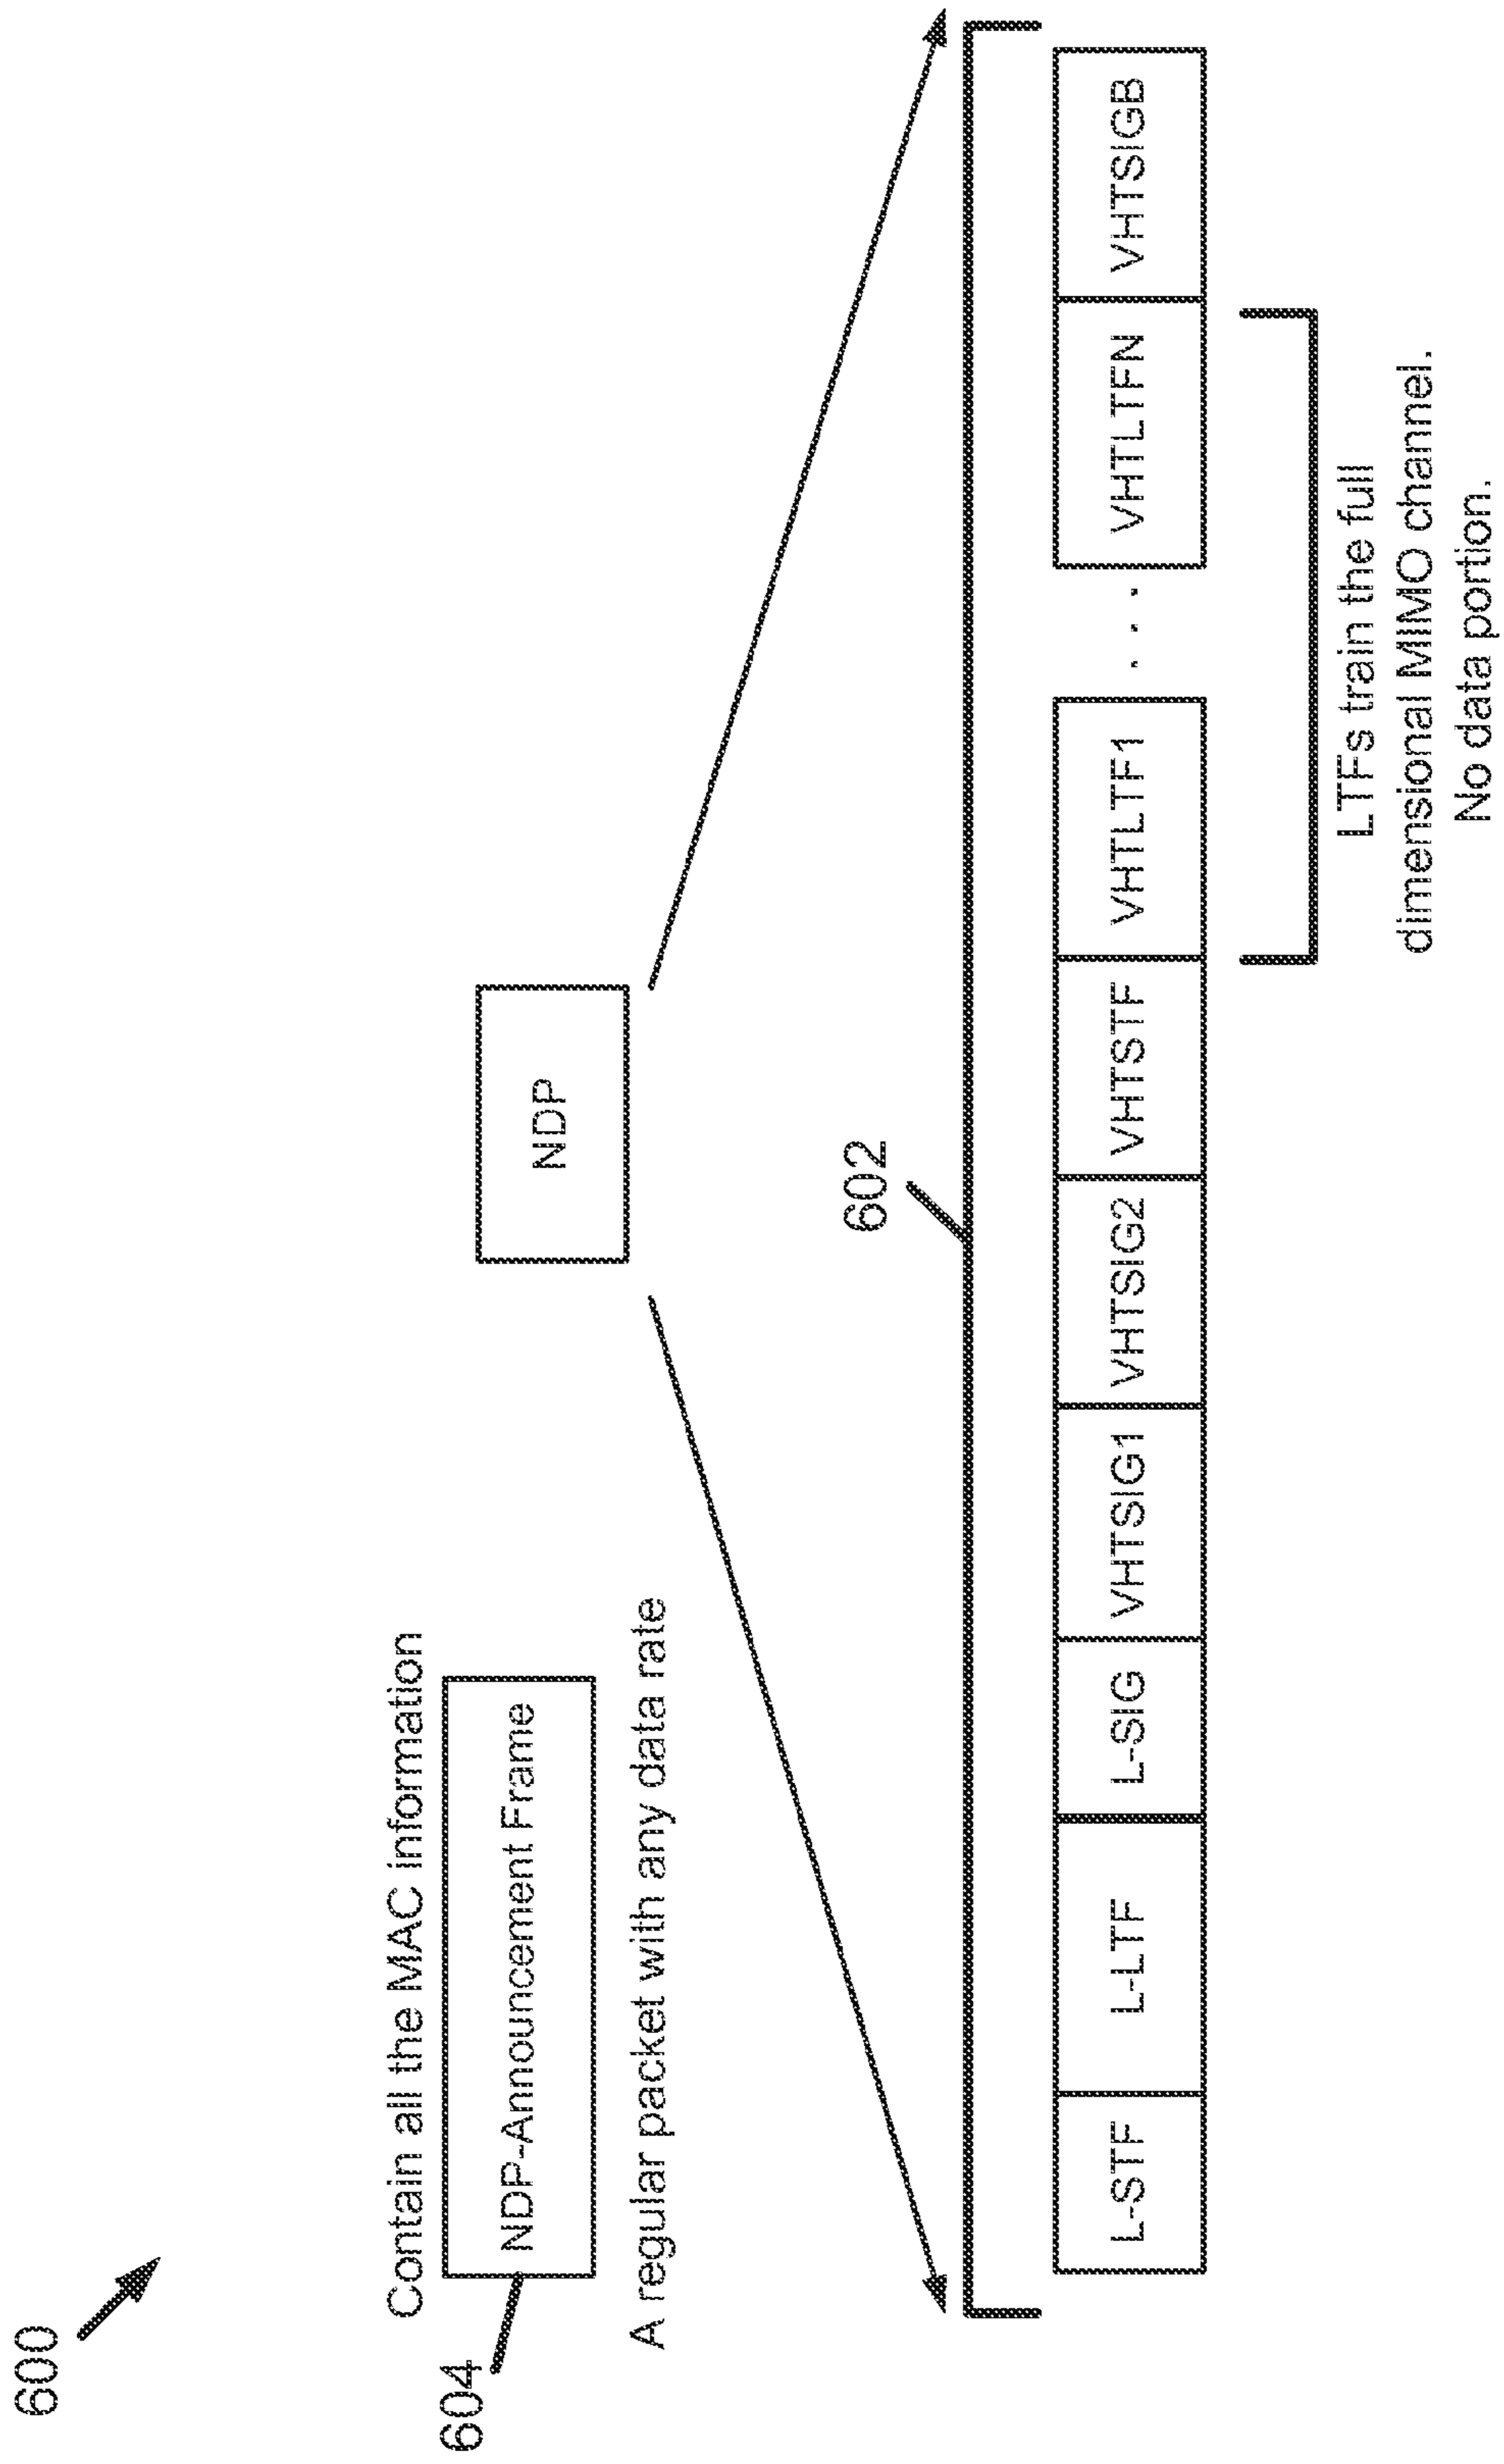 600
Contain all the MAC information
604
NDP-Announcement Frame
NDP
A regular packet with any data rate
602
L-STF
L-LTF
L-SIG
VHTSIG1
VHTSIG2
VHTSTF
VHTLTF1
. . .
VHTLTFN
VHTSIGB
LTFs train the full
dimensional MIMO channel.
No data portion.